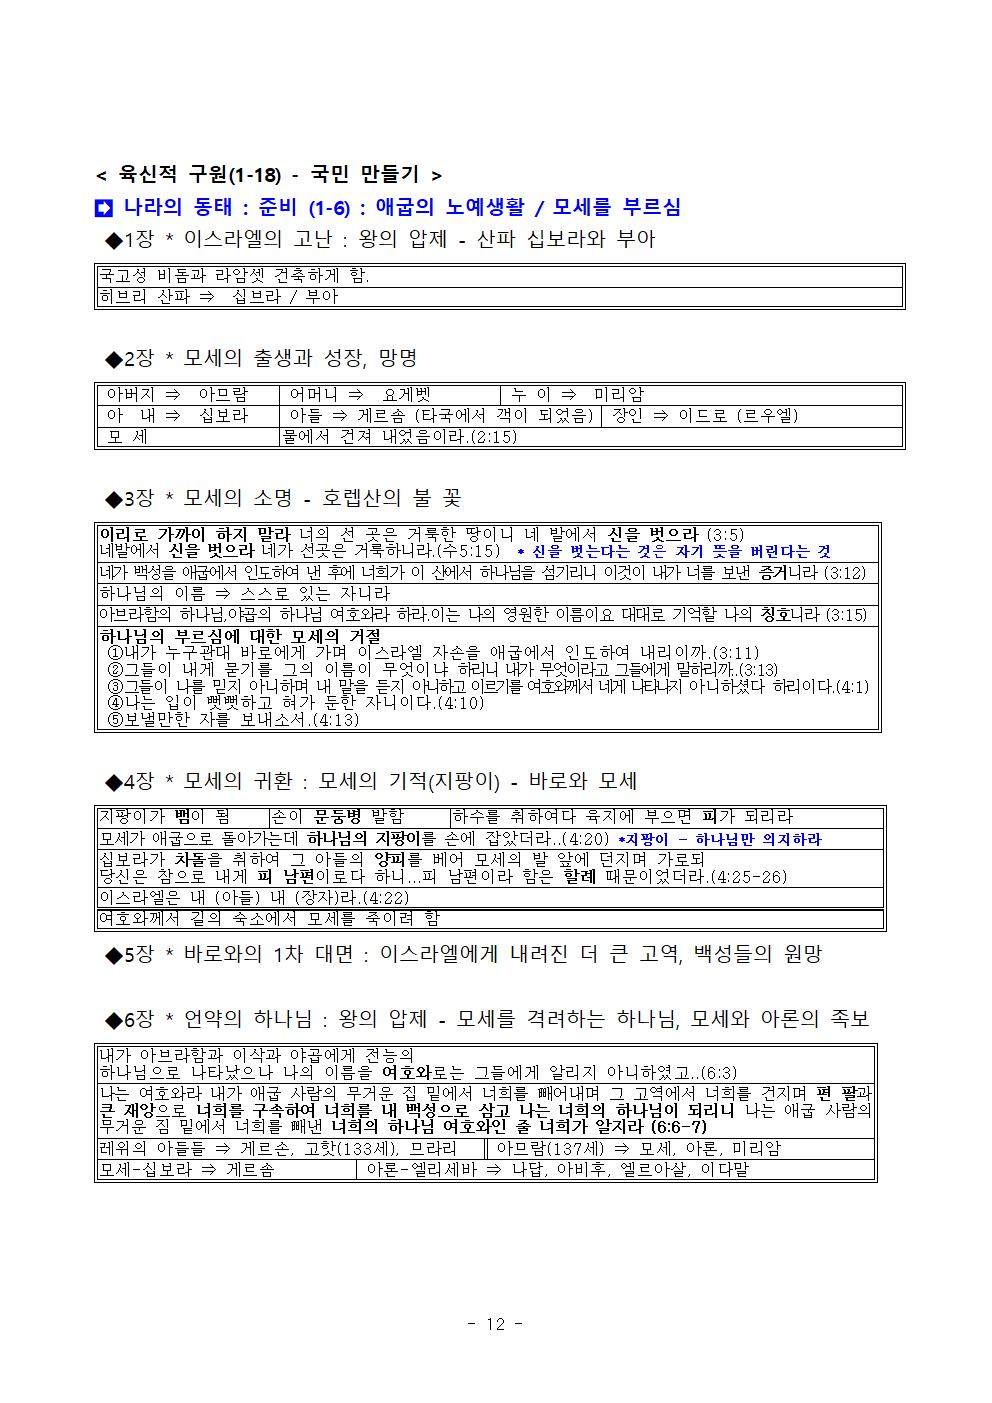 < 육신적 구원(1-18) - 국민 만들기 >
➡ 나라의 동태 : 준비 (1-6) : 애굽의 노예생활 / 모세를 부르심
◆1장 * 이스라엘의 고난 : 왕의 압제 - 산파 십보라와 부아
국고성 비돔과 라암셋 건축하게 함.
히브리 산파 ⇒ 십브라 / 부아
◆2장 * 모세의 출생과 성장, 망명
아버지 ⇒ 아므람 어머니 ⇒ 요게벳 누 이 ⇒ 미리암
아 내 ⇒ 십보라 아들 ⇒ 게르솜 (타국에서 객이 되었음) 장인 ⇒ 이드로 (르우엘)
모 세 물에서 건져 내었음이라.(2:15)
◆3장 * 모세의 소명 - 호렙산의 불 꽃
이리로 가까이 하지 말라 너의 선 곳은 거룩한 땅이니 네 발에서 신을 벗으라 (3:5)
네발에서 신을 벗으라 네가 선곳은 거룩하니라.(수5:15) * 신을 벗는다는 것은 자기 뜻을 버린다는 것
네가 백성을 애굽에서 인도하여 낸 후에 너희가 이 산에서 하나님을 섬기리니 이것이 내가 너를 보낸 증거니라 (3:12)
하나님의 이름 ⇒ 스스로 있는 자니라
아브라함의 하나님,야곱의 하나님 여호와라 하라.이는 나의 영원한 이름이요 대대로 기억할 나의 칭호니라 (3:15)
하나님의 부르심에 대한 모세의 거절
①내가 누구관대 바로에게 가며 이스라엘 자손을 애굽에서 인도하여 내리이까.(3:11)
②그들이 내게 묻기를 그의 이름이 무엇이냐 하리니 내가 무엇이라고 그들에게 말하리까..(3:13)
③그들이 나를 믿지 아니하며 내 말을 듣지 아니하고 이르기를 여호와께서 네게 나타나지 아니하셨다 하리이다.(4:1)
④나는 입이 뻣뻣하고 혀가 둔한 자니이다.(4:10)
⑤보낼만한 자를 보내소서.(4:13)
◆4장 * 모세의 귀환 : 모세의 기적(지팡이) - 바로와 모세
지팡이가 뱀이 됨 손이 문둥병 발함 하수를 취하여다 육지에 부으면 피가 되리라
모세가 애굽으로 돌아가는데 하나님의 지팡이를 손에 잡았더라..(4:20) *지팡이 - 하나님만 의지하라
십보라가 차돌을 취하여 그 아들의 양피를 베어 모세의 발 앞에 던지며 가로되
당신은 참으로 내게 피 남편이로다 하니...피 남편이라 함은 할례 때문이었더라.(4:25-26)
이스라엘은 내 (아들) 내 (장자)라.(4:22)
여호와께서 길의 숙소에서 모세를 죽이려 함
◆5장 * 바로와의 1차 대면 : 이스라엘에게 내려진 더 큰 고역, 백성들의 원망
◆6장 * 언약의 하나님 : 왕의 압제 - 모세를 격려하는 하나님, 모세와 아론의 족보
내가 아브라함과 이삭과 야곱에게 전능의
하나님으로 나타났으나 나의 이름을 여호와로는 그들에게 알리지 아니하였고..(6:3)
나는 여호와라 내가 애굽 사람의 무거운 집 밑에서 너희를 빼어내며 그 고역에서 너희를 건지며 편 팔과
큰 재앙으로 너희를 구속하여 너희를 내 백성으로 삼고 나는 너희의 하나님이 되리니 나는 애굽 사람의
무거운 짐 밑에서 너희를 빼낸 너희의 하나님 여호와인 줄 너희가 알지라 (6:6-7)
레위의 아들들 ⇒ 게르손, 고핫(133세), 므라리 아므람(137세) ⇒ 모세, 아론, 미리암
모세-십보라 ⇒ 게르솜 아론-엘리세바 ⇒ 나답, 아비후, 엘르아살, 이다말
- 12 -